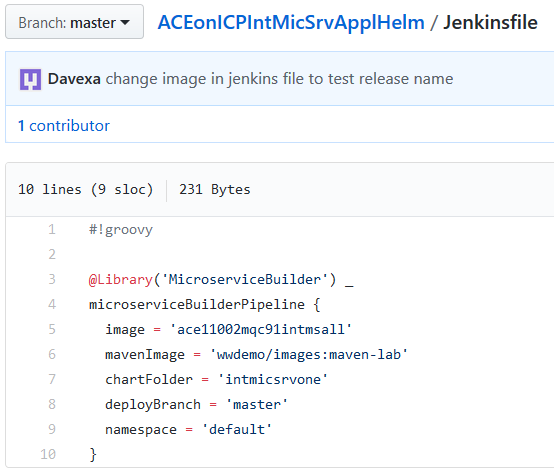 Branch: master
ACEonICPIntMicSrvApplHelm / Jenkinsfile
Davexa change image in jenkins file to test release name
1 contributor
10 lines (9 sloc) 231 Bytes
1 #!groovy
2
3 @Library('MicroserviceBuilder') _
4 microserviceBuilderPipeline {
5 image = 'ace11002mqc91intmsall'
6 mavenImage = 'wwdemo/images:maven-lab'
7 chartFolder = 'intmicsrvone'
8 deployBranch = 'master'
9 namespace = 'default'
10 }